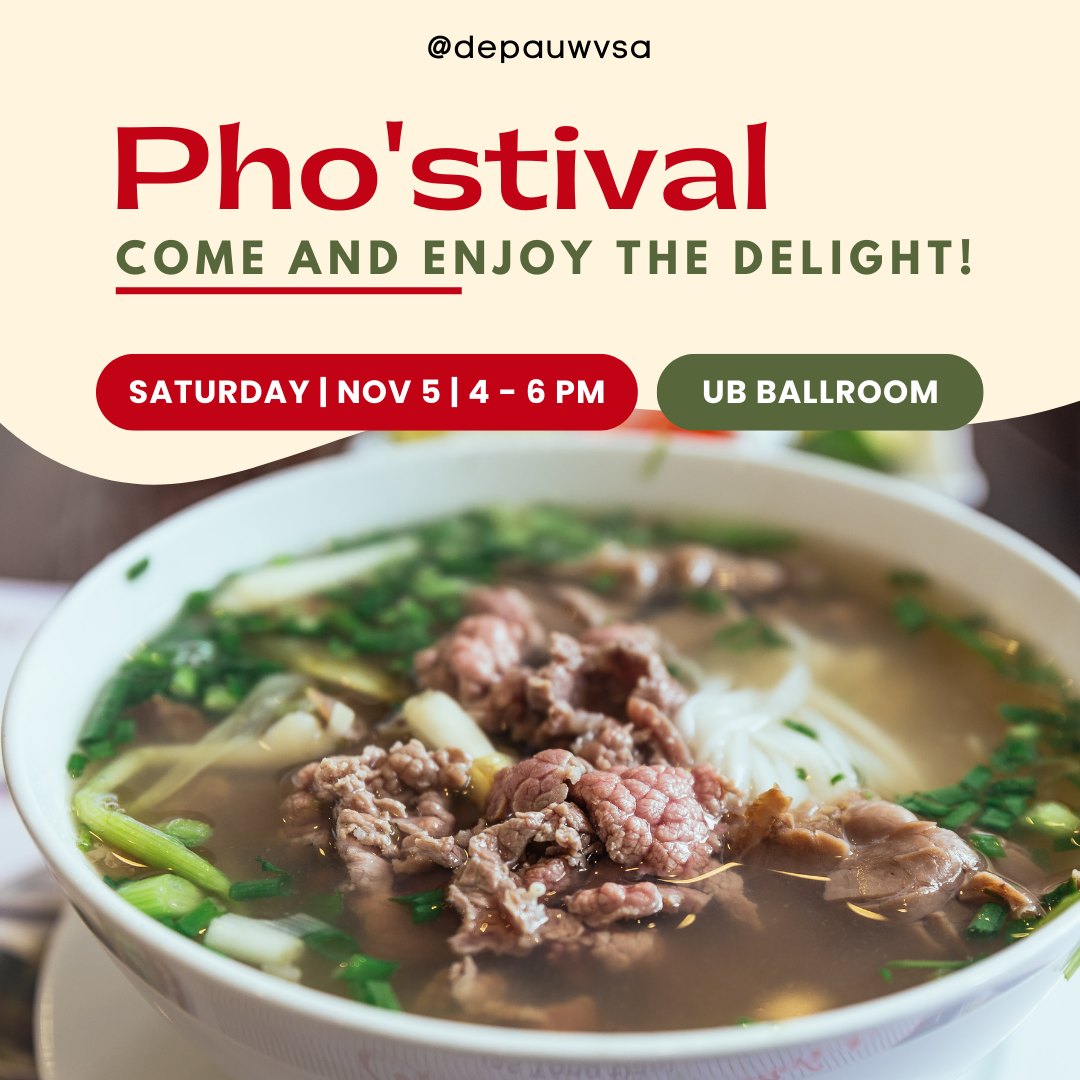 @depauwvsa
Pho'stival
COME AND ENJOY THE DELIGHT!
SATURDAY | NOV 5 | 4 - 6 PM
UB BALLROOM